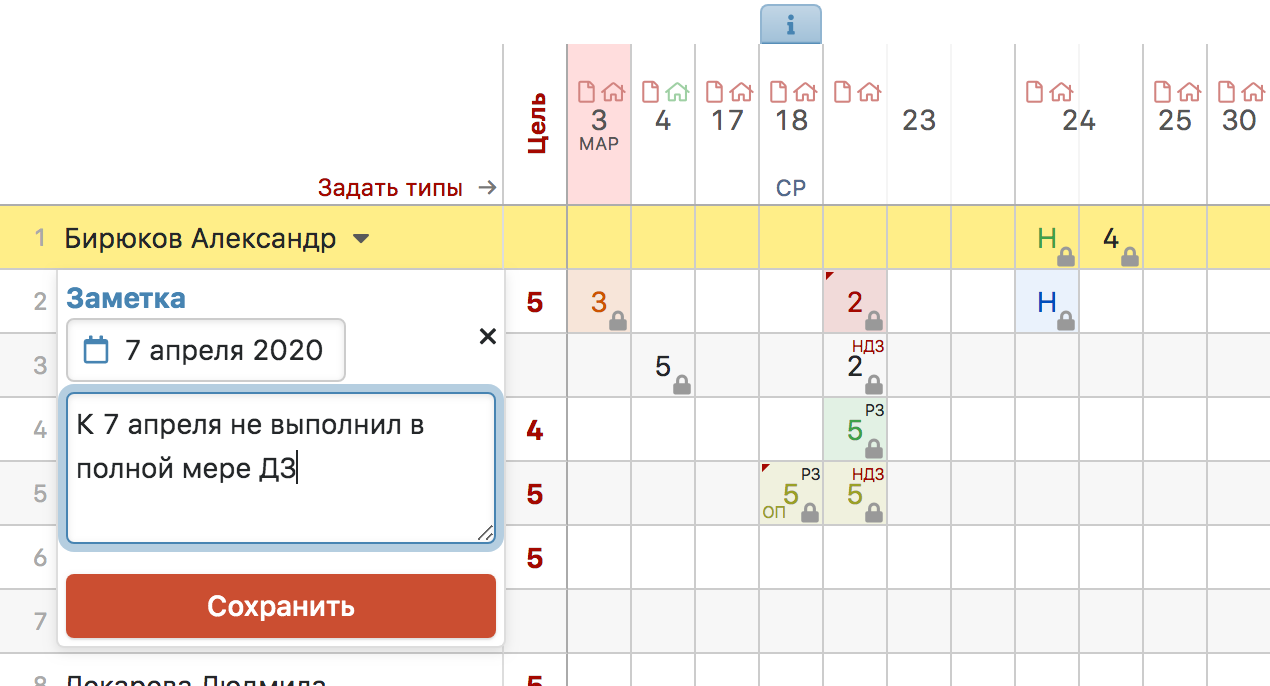 i
Цель
3 4 17 18 23 24 25 30
МАР
Задать типы → СР
1 Бирюков Александр Н 4
Заметка
2 5 3 2 Н
7 апреля 2020 ×
3 5 2 НДЗ
К 7 апреля не выполнил в
полной мере ДЗ
4 4 5 РЗ
5 5 5 РЗ ОП 5 НДЗ
6 5
Сохранить
7
8 Лекарева Людмила 5